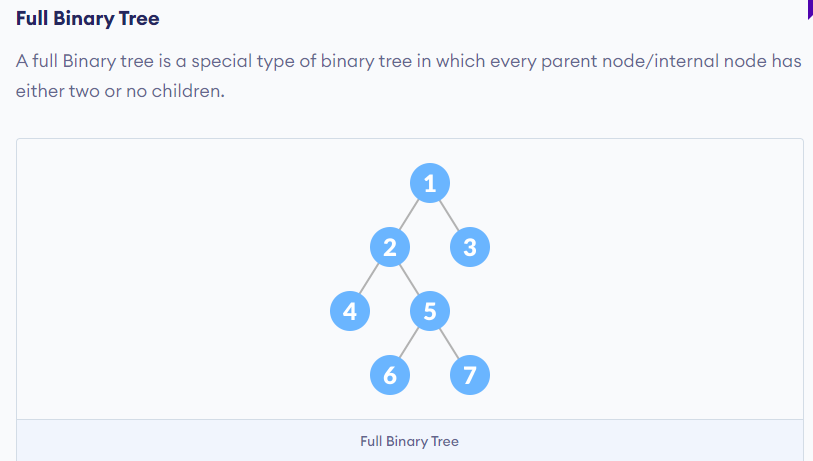 Full Binary Tree
A full Binary tree is a special type of binary tree in which every parent node/internal node has
either two or no children.
1
2 3
4 5
6 7
Full Binary Tree